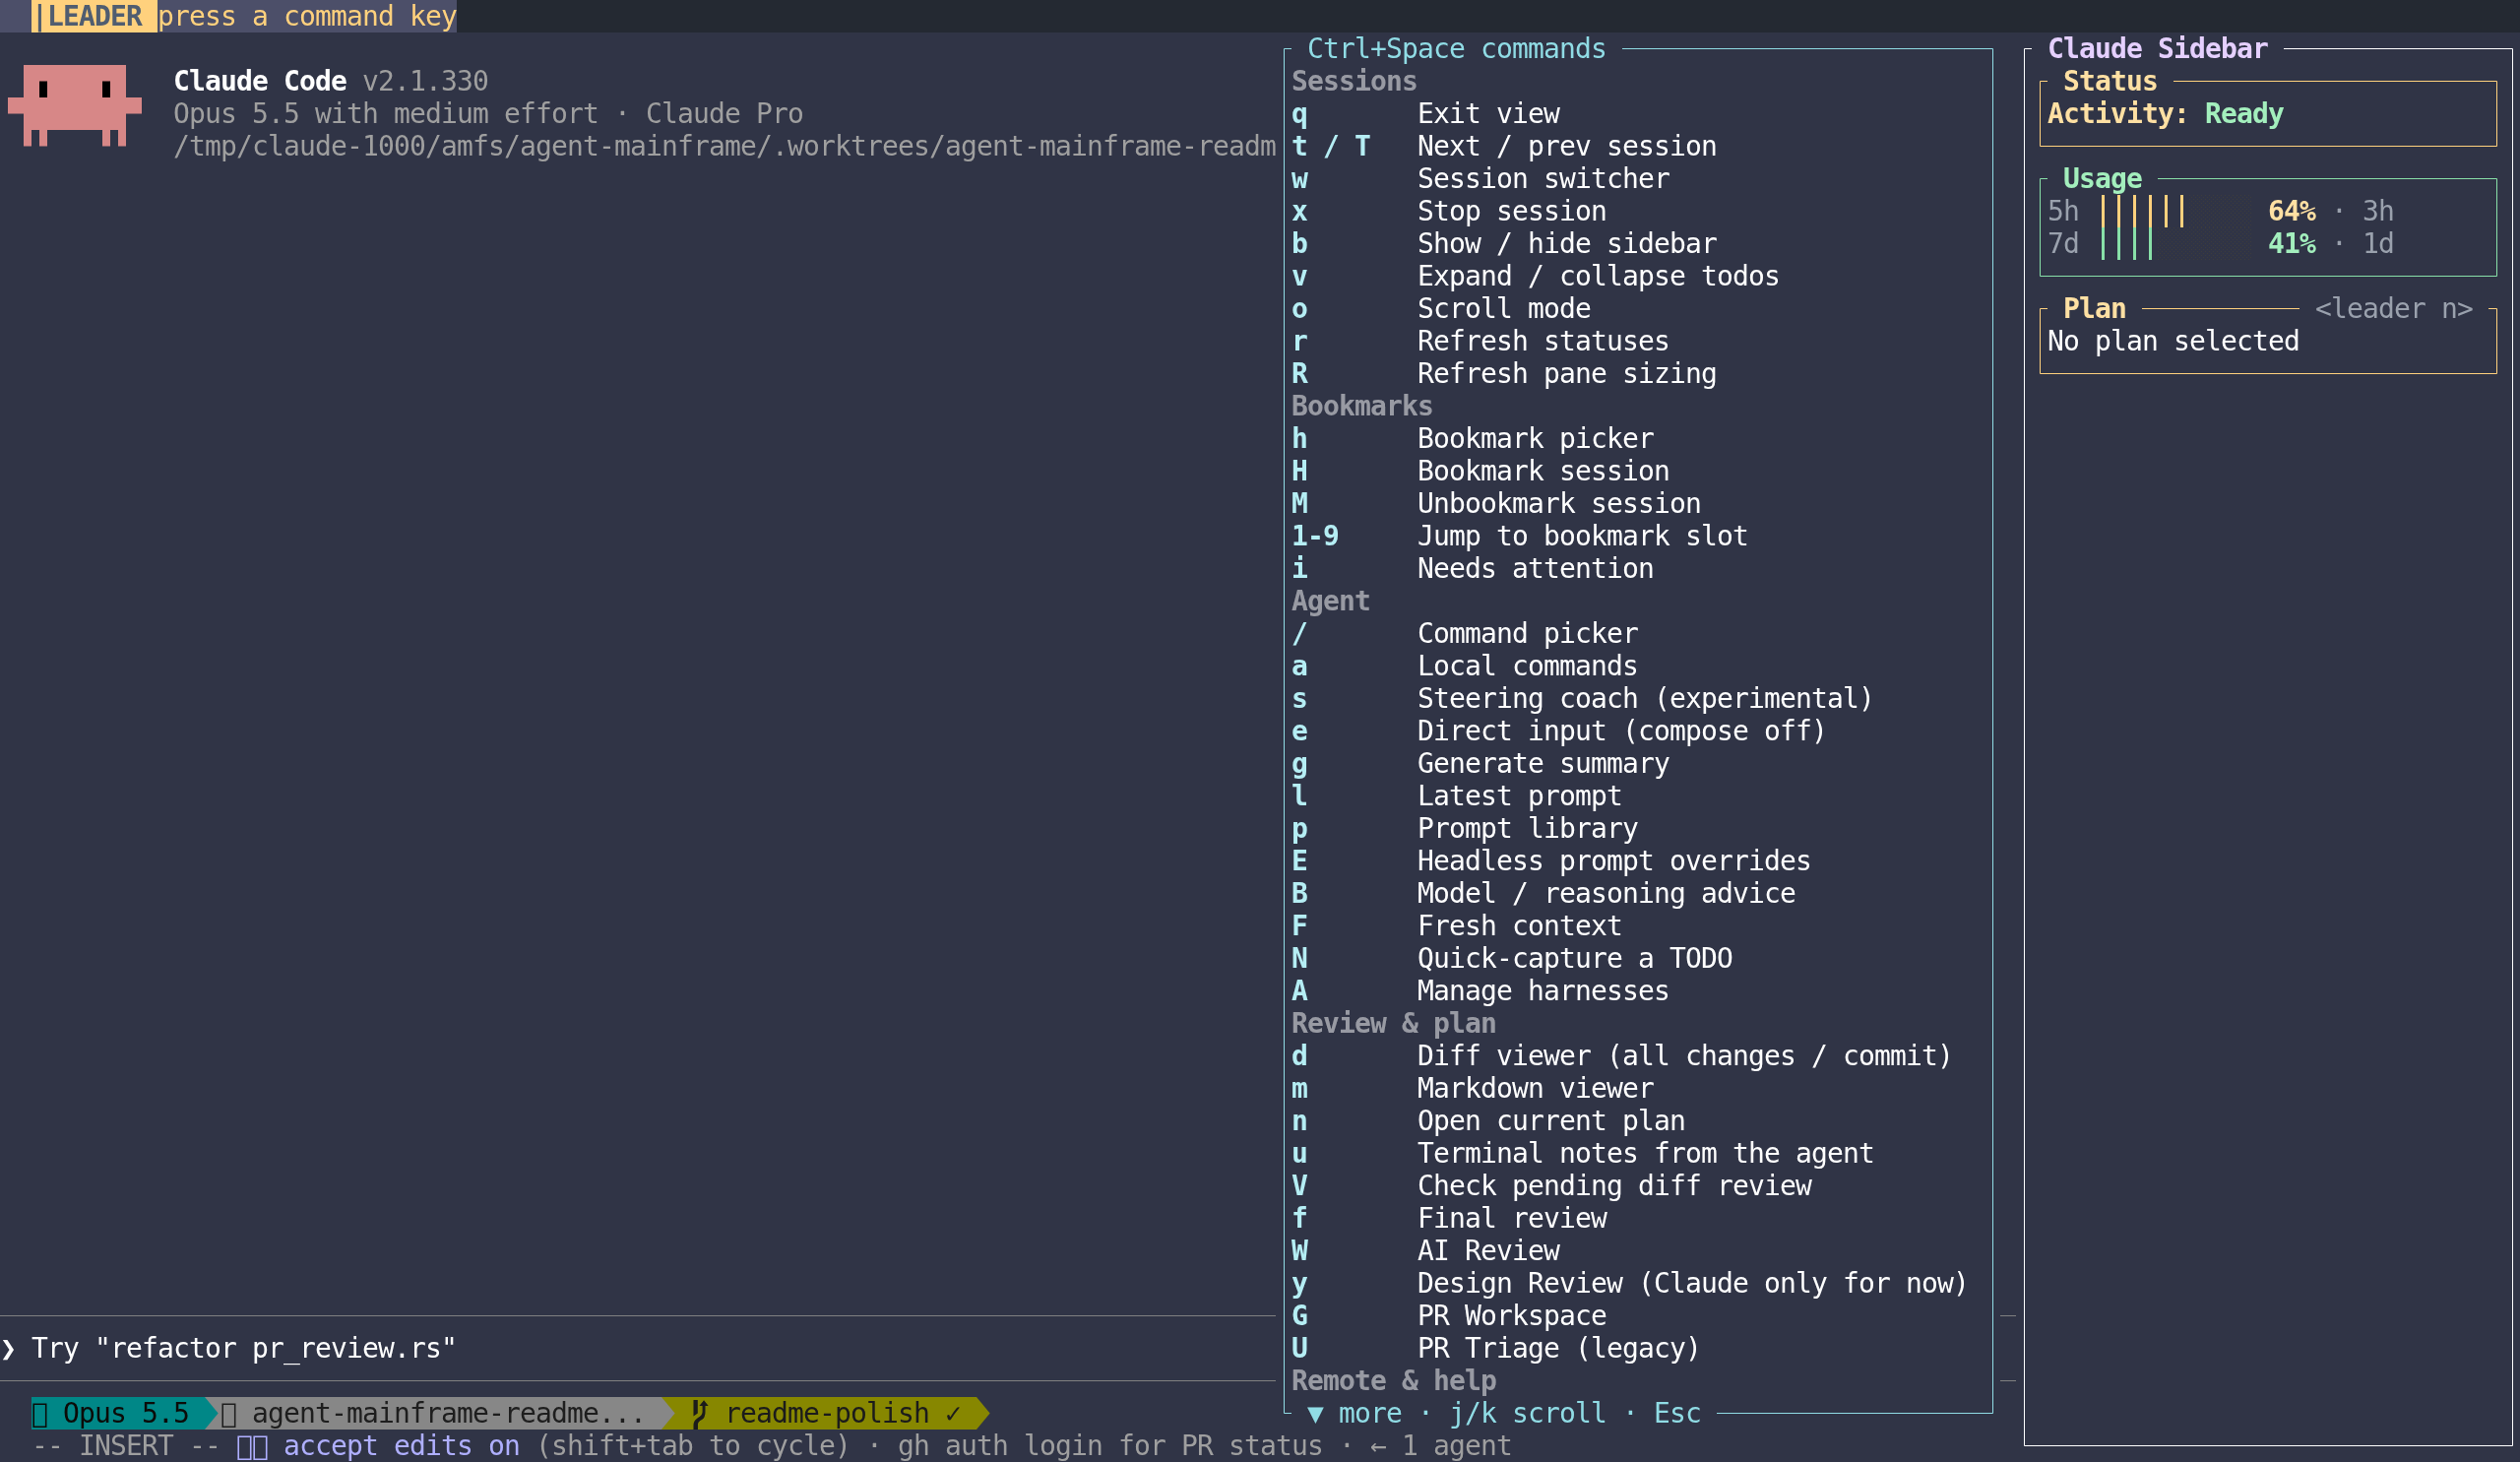 LEADER press a command key
Claude Code v2.1.330
Opus 5.5 with medium effort · Claude Pro
/tmp/claude-1000/amfs/agent-mainframe/.worktrees/agent-mainframe-readm
Ctrl+Space commands
Sessions
q Exit view
t / T Next / prev session
w Session switcher
x Stop session
b Show / hide sidebar
v Expand / collapse todos
o Scroll mode
r Refresh statuses
R Refresh pane sizing
Bookmarks
h Bookmark picker
H Bookmark session
M Unbookmark session
1-9 Jump to bookmark slot
i Needs attention
Agent
/ Command picker
a Local commands
s Steering coach (experimental)
e Direct input (compose off)
g Generate summary
l Latest prompt
p Prompt library
E Headless prompt overrides
B Model / reasoning advice
F Fresh context
N Quick-capture a TODO
A Manage harnesses
Review & plan
d Diff viewer (all changes / commit)
m Markdown viewer
n Open current plan
u Terminal notes from the agent
V Check pending diff review
f Final review
W AI Review
y Design Review (Claude only for now)
G PR Workspace
U PR Triage (legacy)
Remote & help
▼ more · j/k scroll · Esc
Claude Sidebar
Status
Activity: Ready
Usage
5h 64% · 3h
7d 41% · 1d
Plan <leader n>
No plan selected
❯ Try "refactor pr_review.rs"
Opus 5.5 agent-mainframe-readme... readme-polish ✓
-- INSERT -- accept edits on (shift+tab to cycle) · gh auth login for PR status · ← 1 agent